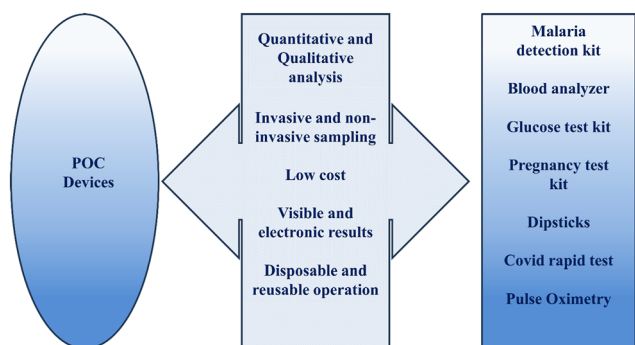 POC
Devices
Quantitative and
Qualitative
analysis
Invasive and non-
invasive sampling
Low cost
Visible and
electronic results
Disposable and
reusable operation
Malaria
detection kit
Blood analyzer
Glucose test kit
Pregnancy test
kit
Dipsticks
Covid rapid test
Pulse Oximetry